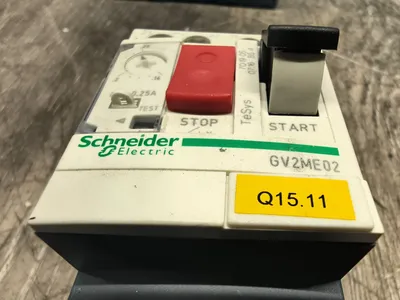 0.25A
TEST
STOP
TeSys
START
Schneider
Electric
GV2ME02
Q15.11